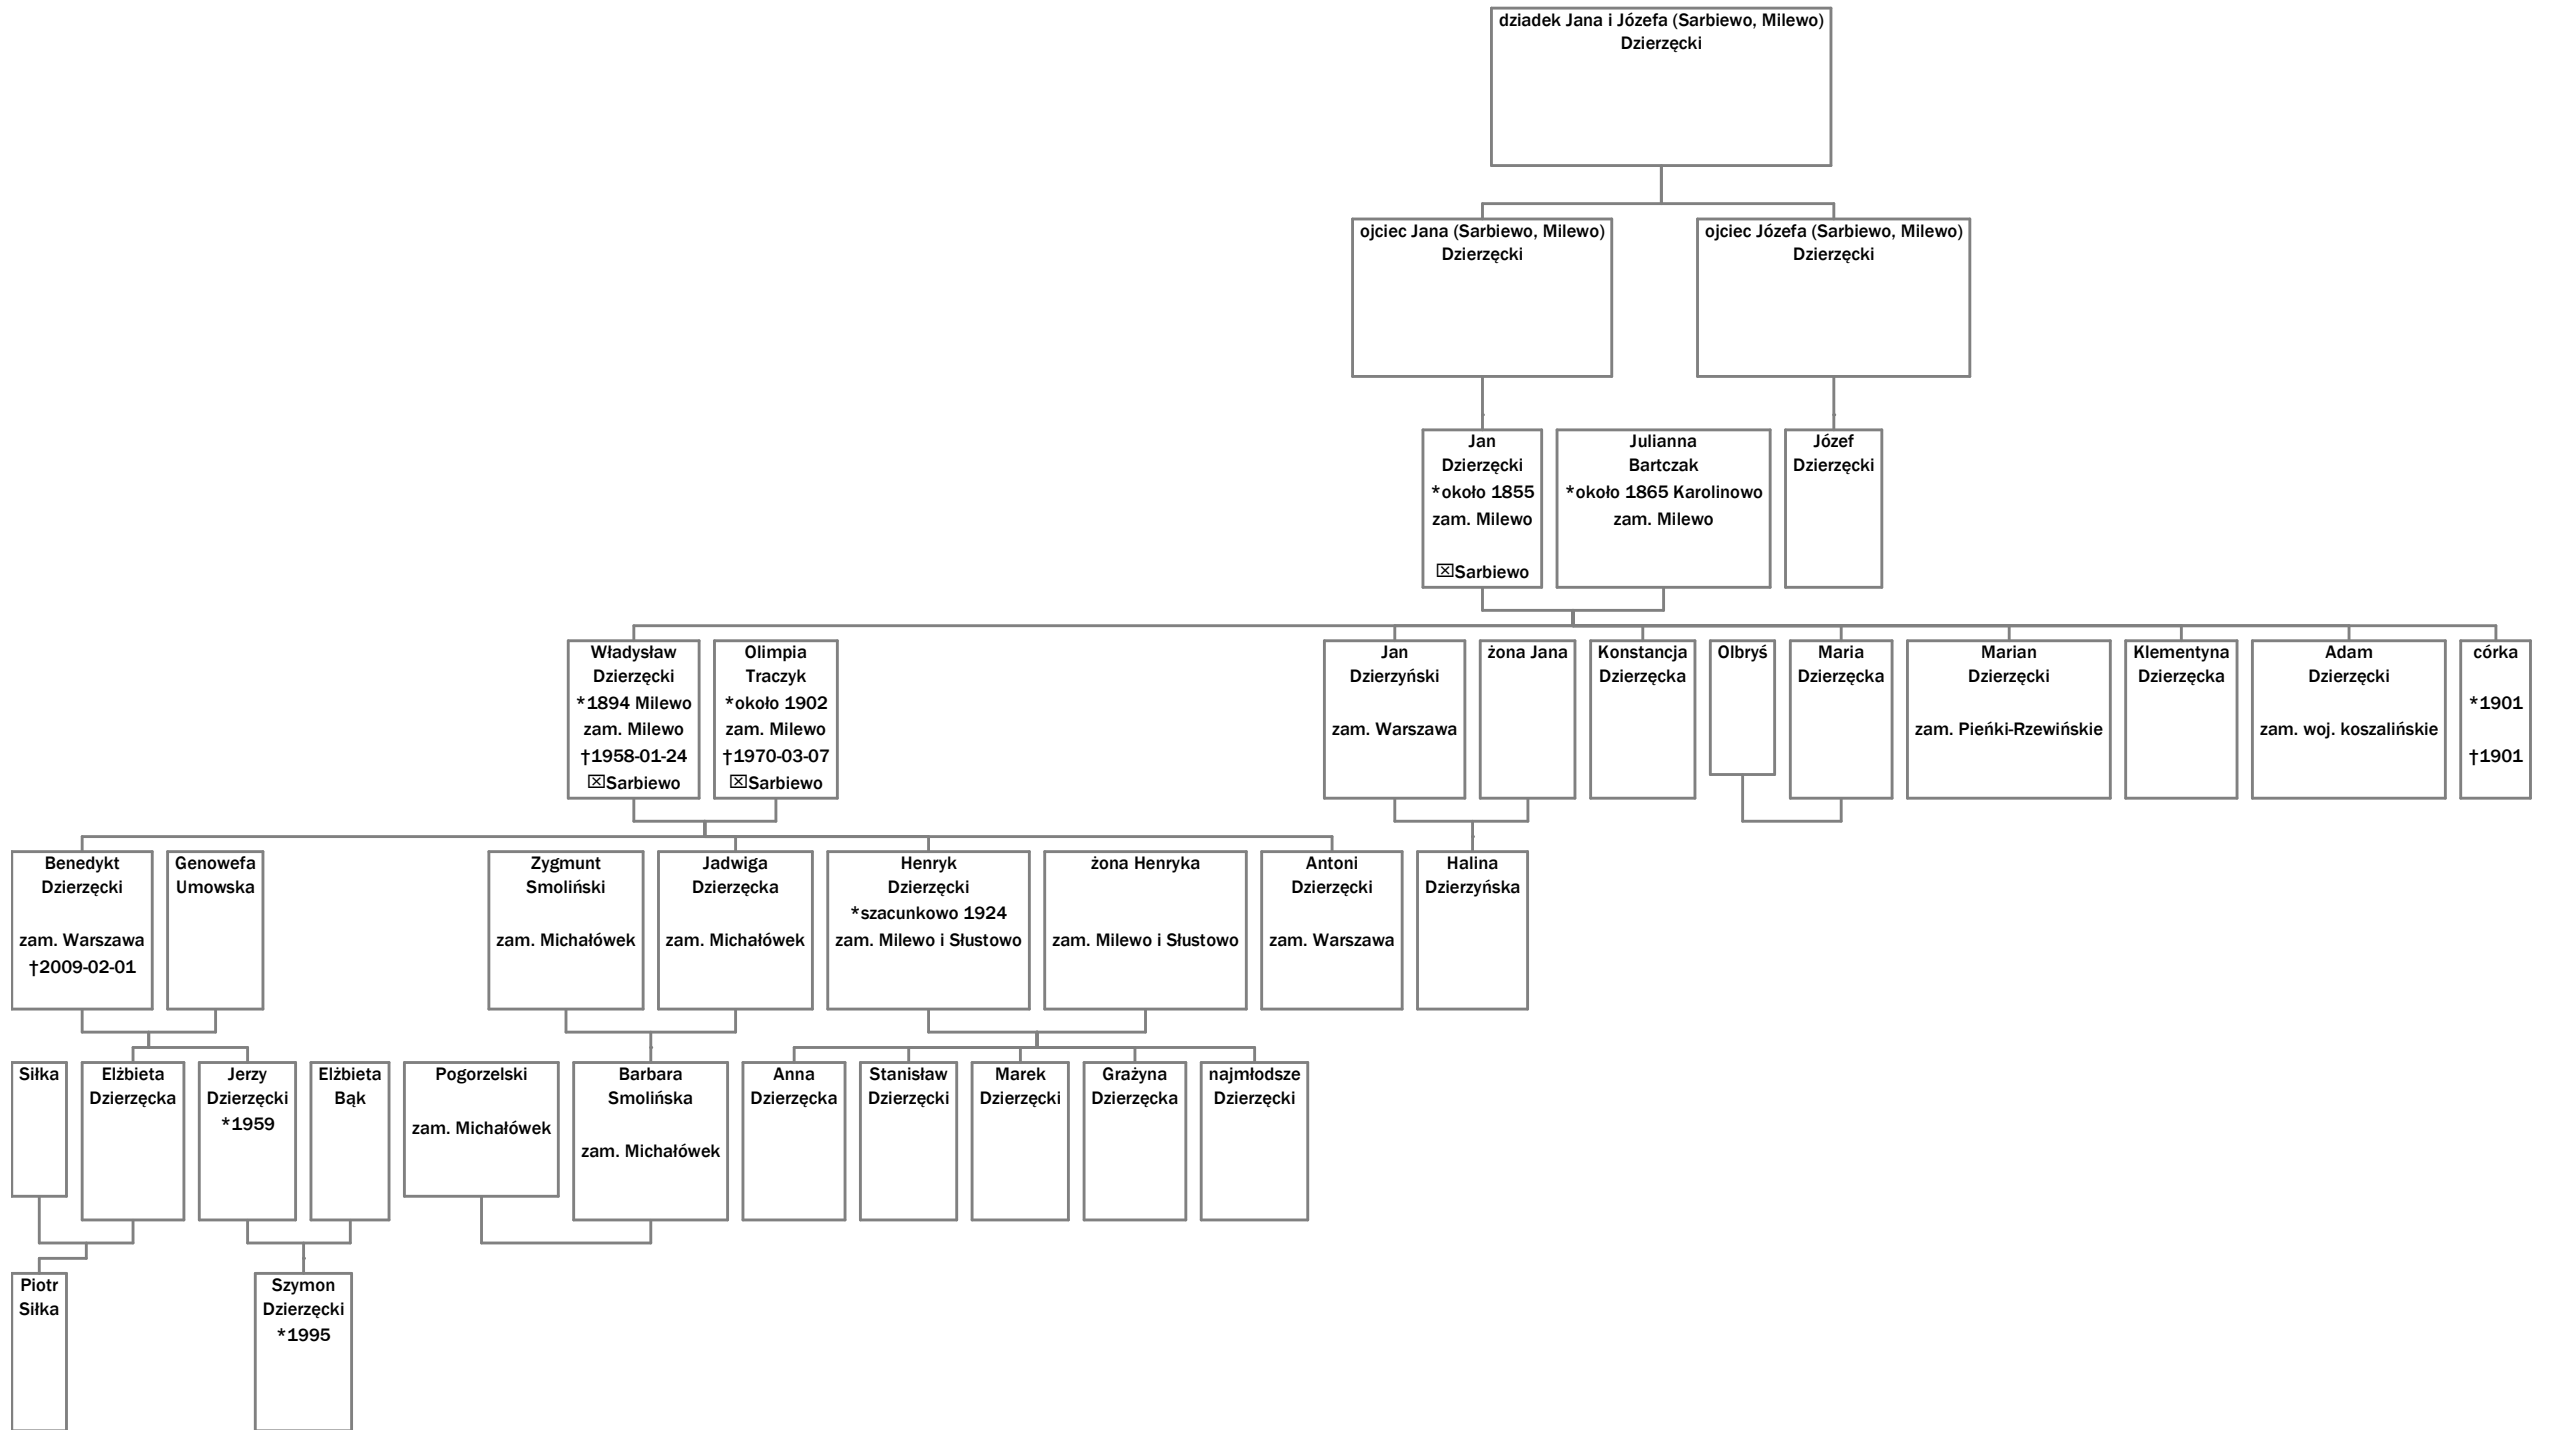 dziadek Jana i Józefa (Sarbiewo, Milewo)
Dzierzęcki
ojciec Jana (Sarbiewo, Milewo)
Dzierzęcki
ojciec Józefa (Sarbiewo, Milewo)
Dzierzęcki
Jan
Dzierzęcki
*około 1855
zam. Milewo
⌧Sarbiewo
Julianna
Bartczak
*około 1865 Karolinowo
zam. Milewo
Józef
Dzierzęcki
Władysław
Dzierzęcki
*1894 Milewo
zam. Milewo
†1958-01-24
⌧Sarbiewo
Olimpia
Traczyk
*około 1902
zam. Milewo
†1970-03-07
⌧Sarbiewo
Jan
Dzierzyński
zam. Warszawa
żona Jana
Konstancja
Dzierzęcka
Olbryś
Maria
Dzierzęcka
Marian
Dzierzęcki
zam. Pieńki-Rzewińskie
Klementyna
Dzierzęcka
Adam
Dzierzęcki
zam. woj. koszalińskie
córka
*1901
†1901
Benedykt
Dzierzęcki
zam. Warszawa
†2009-02-01
Genowefa
Umowska
Zygmunt
Smoliński
zam. Michałówek
Jadwiga
Dzierzęcka
zam. Michałówek
Henryk
Dzierzęcki
*szacunkowo 1924
zam. Milewo i Słustowo
żona Henryka
zam. Milewo i Słustowo
Antoni
Dzierzęcki
zam. Warszawa
Halina
Dzierzyńska
Siłka
Elżbieta
Dzierzęcka
Jerzy
Dzierzęcki
*1959
Elżbieta
Bąk
Pogorzelski
zam. Michałówek
Barbara
Smolińska
zam. Michałówek
Anna
Dzierzęcka
Stanisław
Dzierzęcki
Marek
Dzierzęcki
Grażyna
Dzierzęcka
najmłodsze
Dzierzęcki
Piotr
Siłka
Szymon
Dzierzęcki
*1995